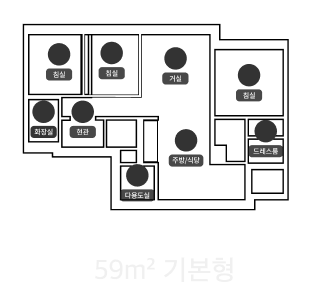 침실
침실
거실
침실
화장실
현관
주방/식당
드레스룸
다용도실
59m² 기본형